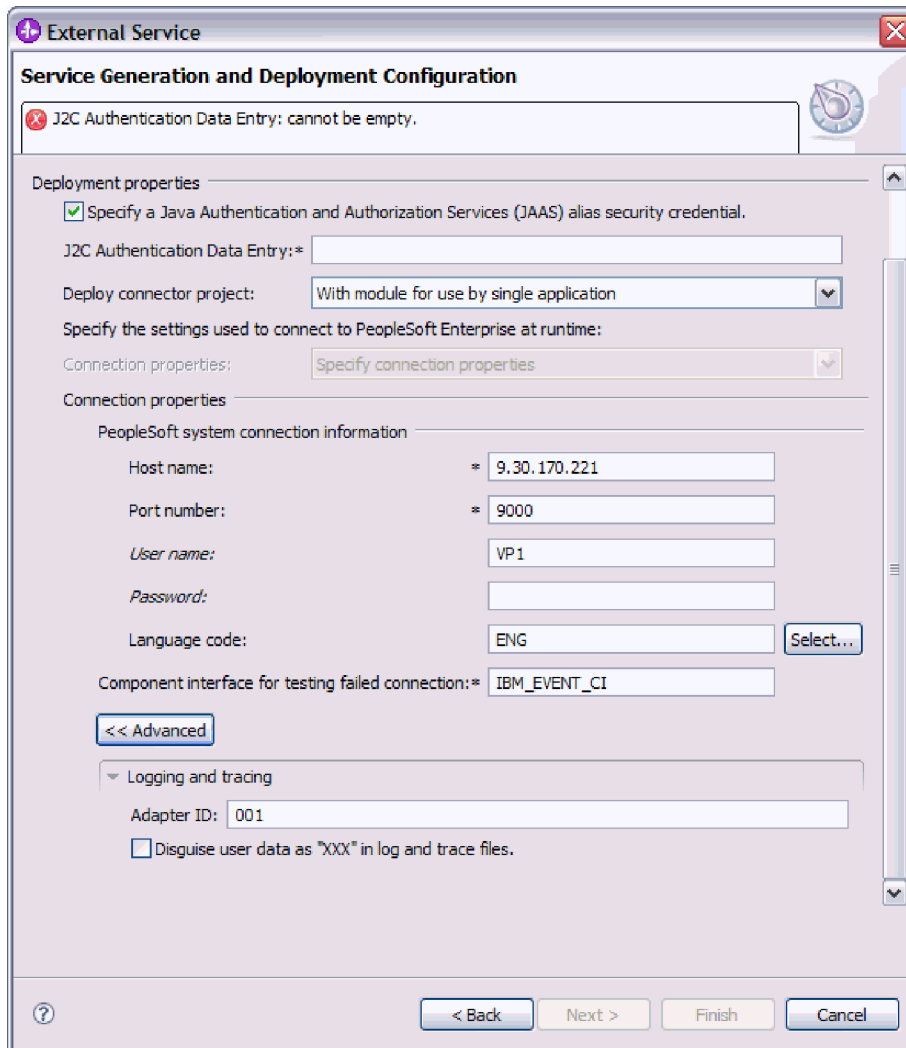 External Service
Service Generation and Deployment Configuration
J2C Authentication Data Entry: cannot be empty.
Deployment properties
Specify a Java Authentication and Authorization Services (JAAS) alias security credential.
J2C Authentication Data Entry:*
Deploy connector project: With module for use by single application
Specify the settings used to connect to PeopleSoft Enterprise at runtime:
Connection properties: Specify connection properties
Connection properties
PeopleSoft system connection information
Host name: * 9.30.170.221
Port number: * 9000
User name: VP1
Password:
Language code: ENG Select...
Component interface for testing failed connection:* IBM_EVENT_CI
<< Advanced
Logging and tracing
Adapter ID: 001
Disguise user data as "XXX" in log and trace files.
? < Back Next > Finish Cancel